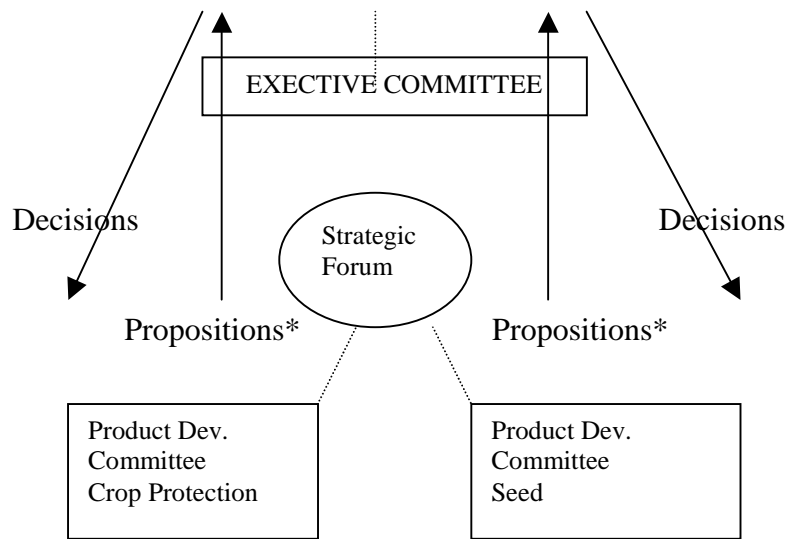 EXECTIVE COMMITTEE
Decisions
Decisions
Strategic
Forum
Propositions*
Propositions*
Product Dev.
Committee
Crop Protection
Product Dev.
Committee
Seed